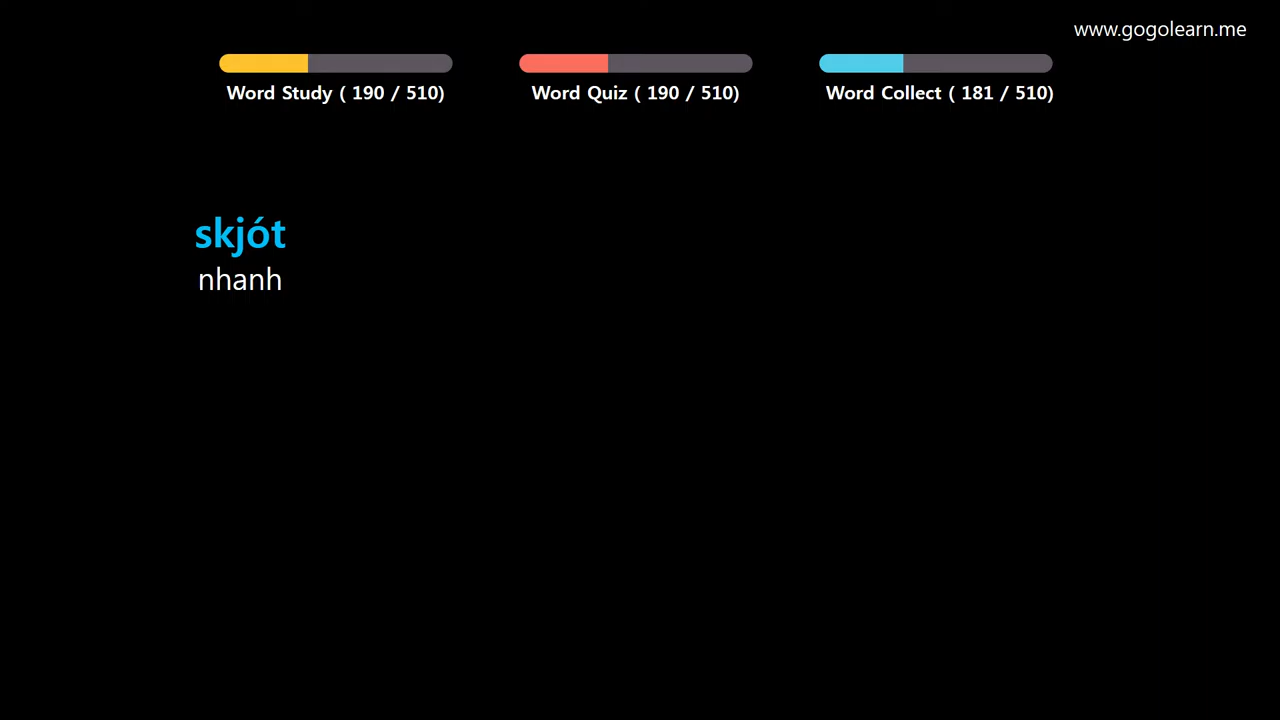 www.gogolearn.me
Word Study ( 190 / 510)
Word Quiz ( 190 / 510)
Word Collect ( 181 / 510)
skjót
nhanh